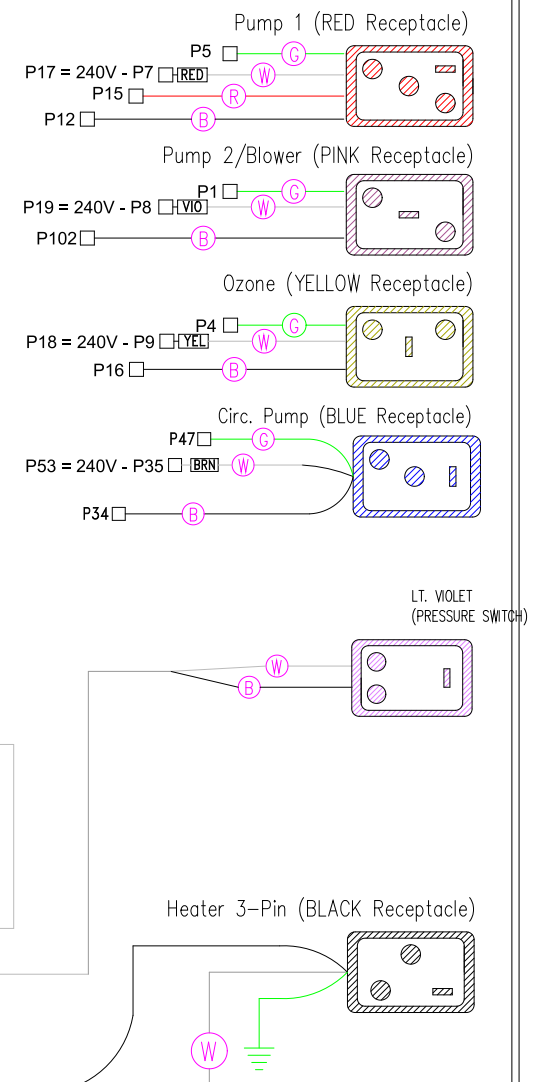 Pump 1 (RED Receptacle)
P5 G
P17 = 240V - P7 RED W
P15 R
P12 B
Pump 2/Blower (PINK Receptacle)
P1 G
P19 = 240V - P8 VIO W
P102 B
Ozone (YELLOW Receptacle)
P4 G
P18 = 240V - P9 YEL W
P16 B
Circ. Pump (BLUE Receptacle)
P47 G
P53 = 240V - P35 BRN W
P34 B
LT. VIOLET
(PRESSURE SWITCH)
W
B
Heater 3-Pin (BLACK Receptacle)
W